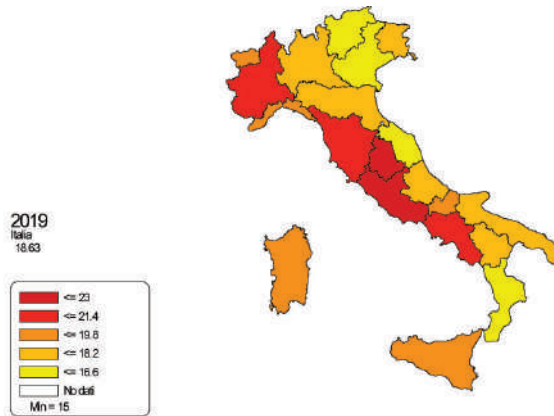 2019
Italia
18.63
<= 23
<= 21.4
<= 19.8
<= 18.2
<= 16.6
No dati
Min = 15